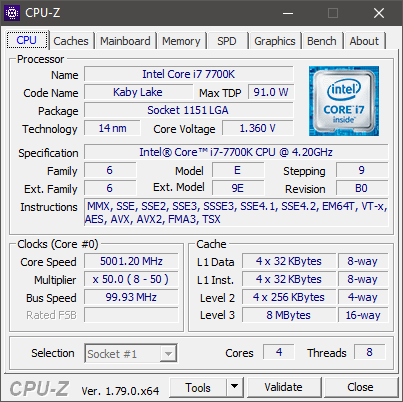 CPU-Z
CPU Caches Mainboard Memory SPD Graphics Bench About
Processor
Name Intel Core i7 7700K
Code Name Kaby Lake Max TDP 91.0 W
Package Socket 1151 LGA
Technology 14 nm Core Voltage 1.360 V
intel
CORE i7
inside™
Specification Intel® Core™ i7-7700K CPU @ 4.20GHz
Family 6 Model E Stepping 9
Ext. Family 6 Ext. Model 9E Revision B0
Instructions MMX, SSE, SSE2, SSE3, SSSE3, SSE4.1, SSE4.2, EM64T, VT-x,
AES, AVX, AVX2, FMA3, TSX
Clocks (Core #0)
Core Speed 5001.20 MHz
Multiplier x 50.0 ( 8 - 50 )
Bus Speed 99.93 MHz
Rated FSB
Cache
L1 Data 4 x 32 KBytes 8-way
L1 Inst. 4 x 32 KBytes 8-way
Level 2 4 x 256 KBytes 4-way
Level 3 8 MBytes 16-way
Selection Socket #1 Cores 4 Threads 8
CPU-Z Ver. 1.79.0.x64 Tools Validate Close